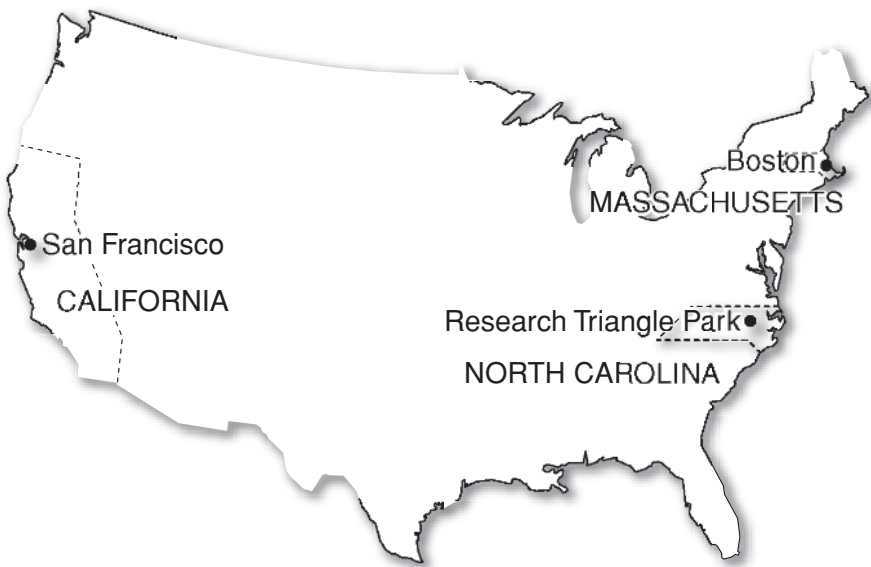 Boston
MASSACHUSETTS
San Francisco
CALIFORNIA
Research Triangle Park
NORTH CAROLINA